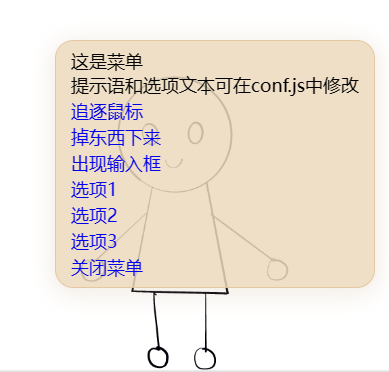 这是菜单
提示语和选项文本可在conf.js中修改
追逐鼠标
掉东西下来
出现输入框
选项1
选项2
选项3
关闭菜单